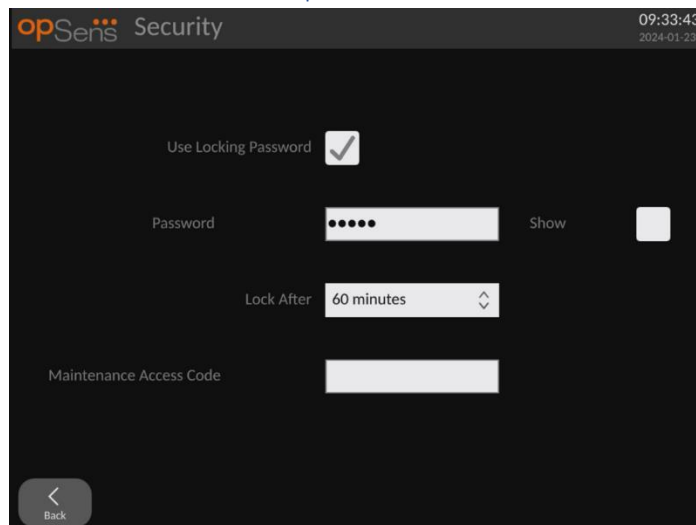 opSens Security
09:33:43
2024-01-23
Use Locking Password
Password ••••• Show
Lock After 60 minutes
Maintenance Access Code
Back